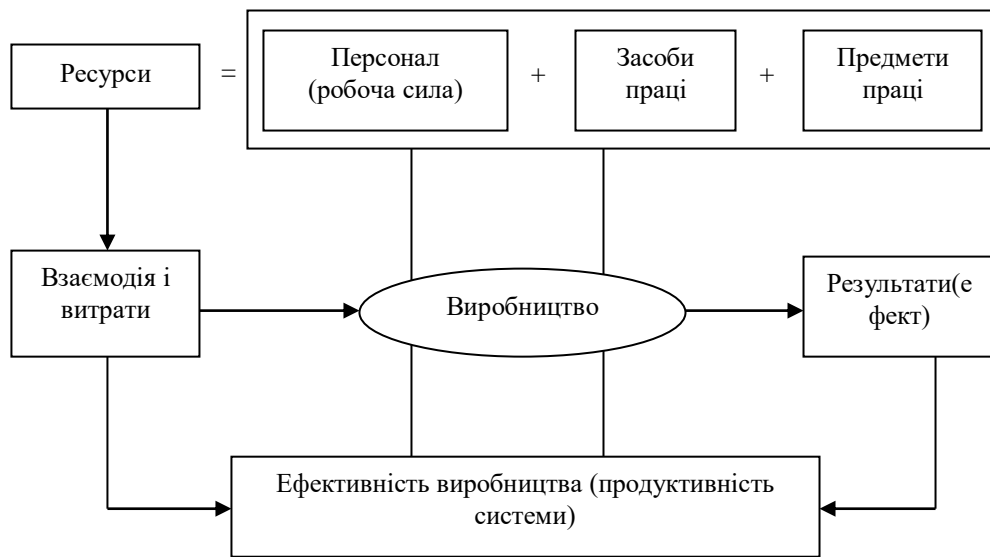 Ресурси
=
Персонал
(робоча сила)
+
Засоби
праці
+
Предмети
праці
Взаємодія і
витрати
Виробництво
Результати(е
фект)
Ефективність виробництва (продуктивність
системи)